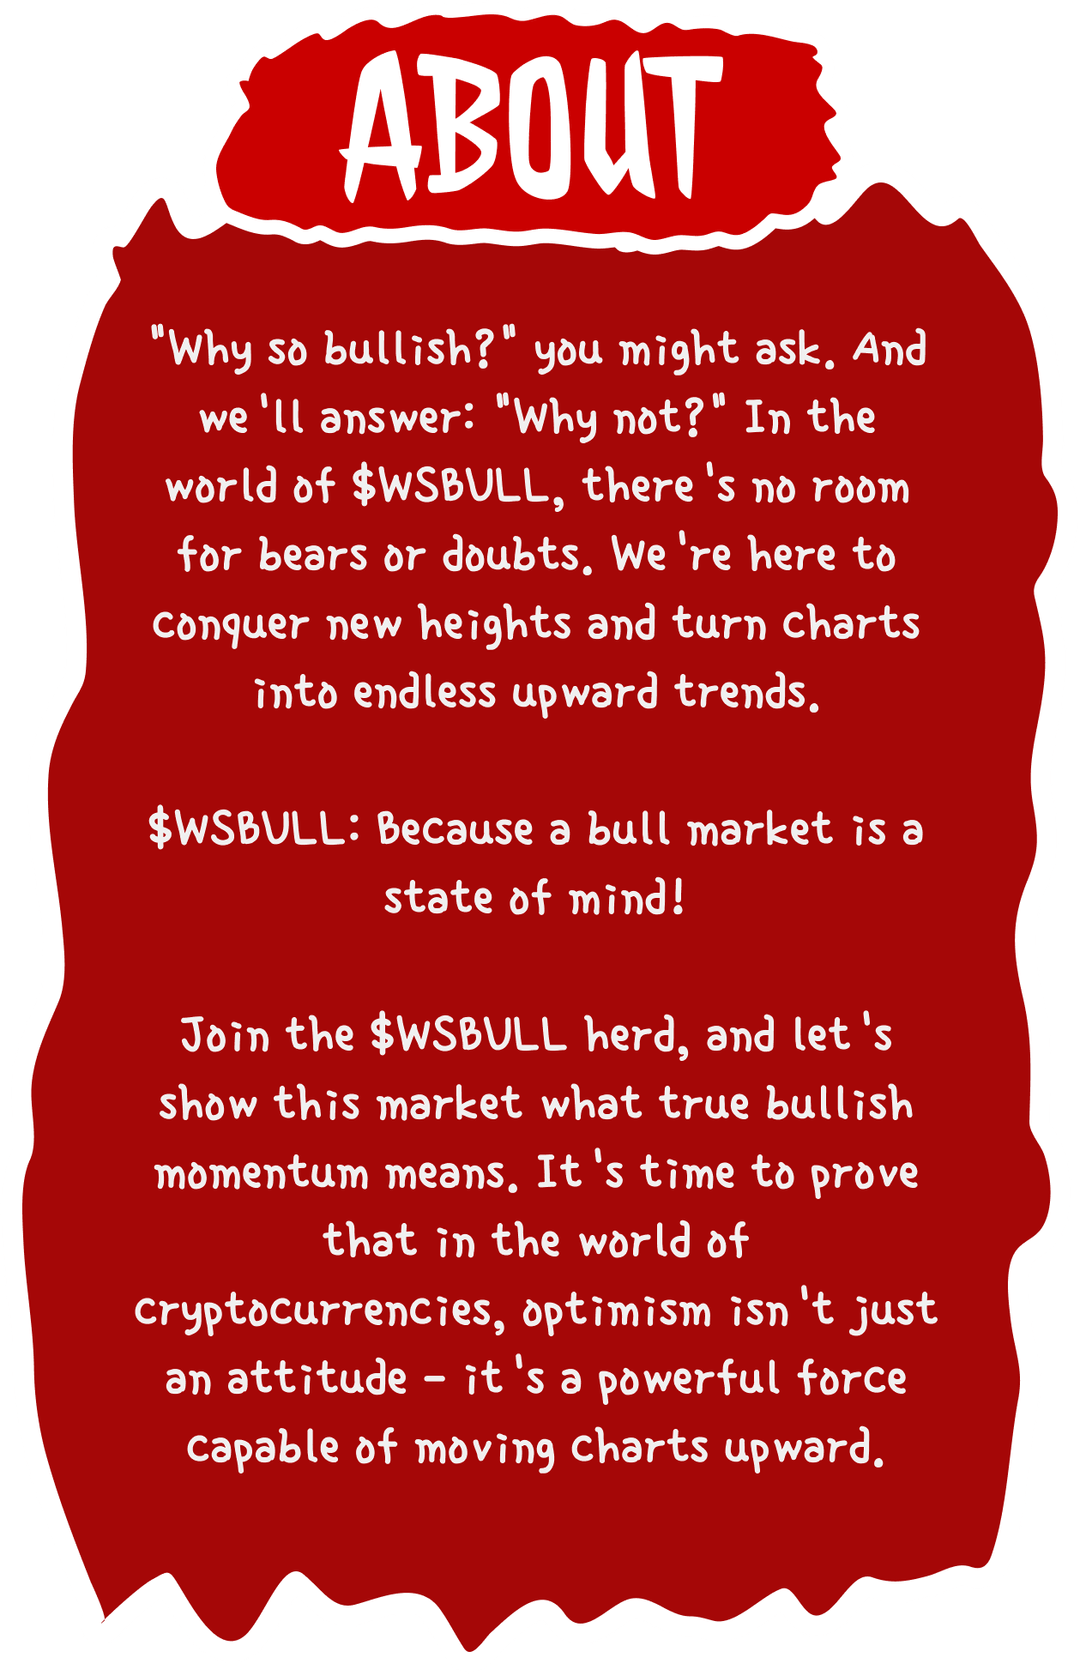 ABOUT
"Why so bullish?" you might ask. And
we'll answer: "Why not?" In the
world of $WSBULL, there's no room
for bears or doubts. We're here to
conquer new heights and turn charts
into endless upward trends.
$WSBULL: Because a bull market is a
state of mind!
Join the $WSBULL herd, and let's
show this market what true bullish
momentum means. It's time to prove
that in the world of
cryptocurrencies, optimism isn't just
an attitude - it's a powerful force
capable of moving charts upward.